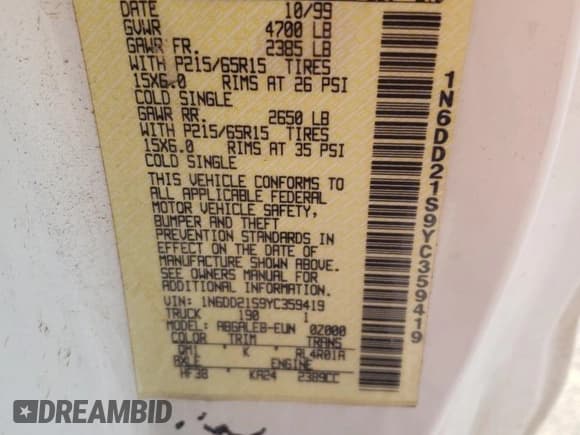 DATE 10/99
GVWR 4700 LB
GAWR FR. 2385 LB
WITH P215/65R15 TIRES
15X6.0 RIMS AT 26 PSI
COLD SINGLE
GAWR RR. 2650 LB
WITH P215/65R15 TIRES
15X6.0 RIMS AT 35 PSI
COLD SINGLE
THIS VEHICLE CONFORMS TO
ALL APPLICABLE FEDERAL
MOTOR VEHICLE SAFETY,
BUMPER AND THEFT
PREVENTION STANDARDS IN
EFFECT ON THE DATE OF
MANUFACTURE SHOWN ABOVE.
SEE OWNERS MANUAL FOR
ADDITIONAL INFORMATION.
VIN: 1N6DD21S9YC359419
TRUCK 190 1
MODEL: ABGALEB-EUN 0Z000
COLOR TRIM TRANS
QM1 K RL4R01A
AXLE ENGINE
HF38 KA24 2389CC
1N6DD21S9YC359419
DREAMBID